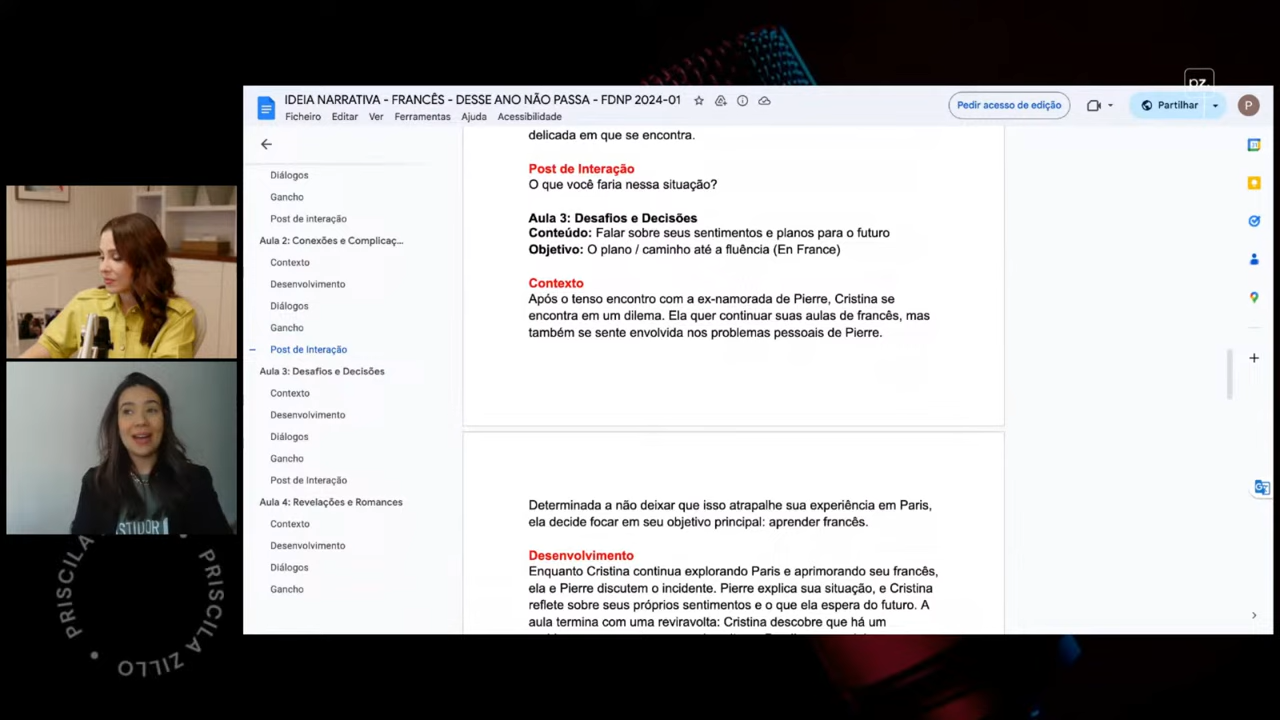 pz
IDEIA NARRATIVA - FRANCÊS - DESSE ANO NÃO PASSA - FDNP 2024-01
Ficheiro Editar Ver Ferramentas Ajuda Acessibilidade
Pedir acesso de edição
Partilhar
P
Diálogos
Gancho
Post de interação
Aula 2: Conexões e Complicaç...
Contexto
Desenvolvimento
Diálogos
Gancho
Post de Interação
Aula 3: Desafios e Decisões
Contexto
Desenvolvimento
Diálogos
Gancho
Post de Interação
Aula 4: Revelações e Romances
Contexto
Desenvolvimento
Diálogos
Gancho
delicada em que se encontra.
Post de Interação
O que você faria nessa situação?
Aula 3: Desafios e Decisões
Conteúdo: Falar sobre seus sentimentos e planos para o futuro
Objetivo: O plano / caminho até a fluência (En France)
Contexto
Após o tenso encontro com a ex-namorada de Pierre, Cristina se
encontra em um dilema. Ela quer continuar suas aulas de francês, mas
também se sente envolvida nos problemas pessoais de Pierre.
Determinada a não deixar que isso atrapalhe sua experiência em Paris,
ela decide focar em seu objetivo principal: aprender francês.
Desenvolvimento
Enquanto Cristina continua explorando Paris e aprimorando seu francês,
ela e Pierre discutem o incidente. Pierre explica sua situação, e Cristina
reflete sobre seus próprios sentimentos e o que ela espera do futuro. A
aula termina com uma reviravolta: Cristina descobre que há um
PRISCILA • PRISCILA ZILLO •